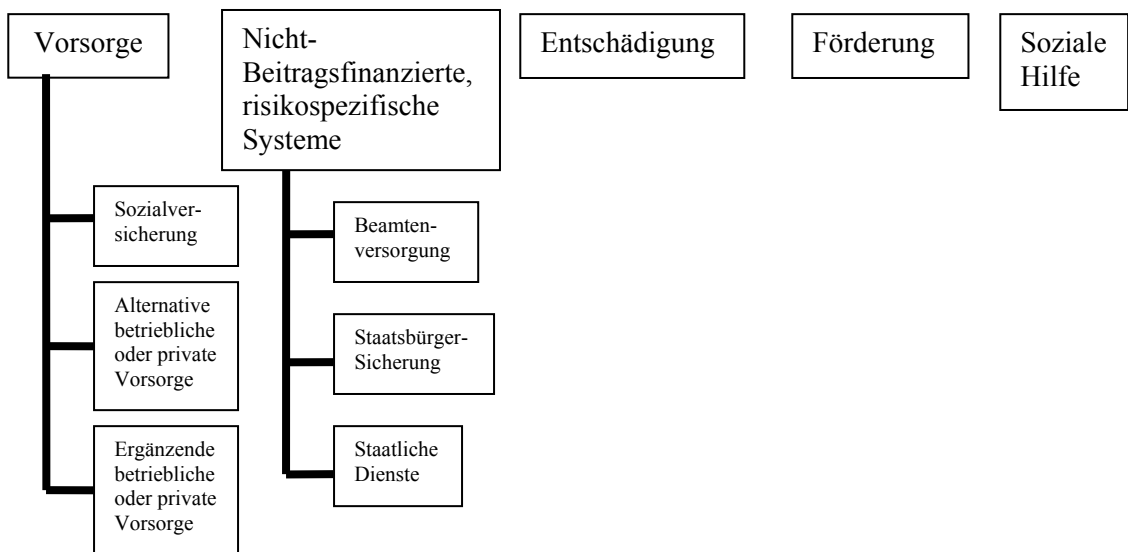 Vorsorge
Nicht-
Beitragsfinanzierte,
risikospezifische
Systeme
Entschädigung
Förderung
Soziale
Hilfe
Sozialver-
sicherung
Alternative
betriebliche
oder private
Vorsorge
Ergänzende
betriebliche
oder private
Vorsorge
Beamten-
versorgung
Staatsbürger-
Sicherung
Staatliche
Dienste